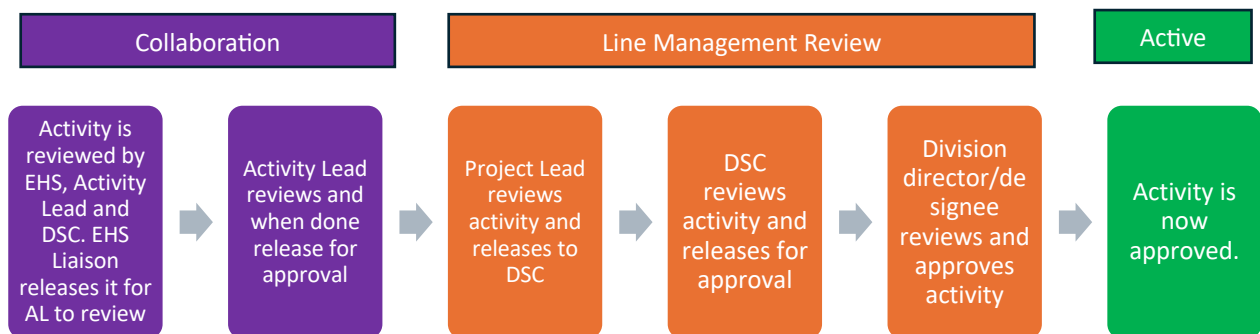 Collaboration
Line Management Review
Active
Activity is
reviewed by
EHS, Activity
Lead and
DSC. EHS
Liaison
releases it for
AL to review
Activity Lead
reviews and
when done
release for
approval
Project Lead
reviews
activity and
releases to
DSC
DSC
reviews
activity and
releases for
approval
Division
director/de
signee
reviews and
approves
activity
Activity is
now
approved.